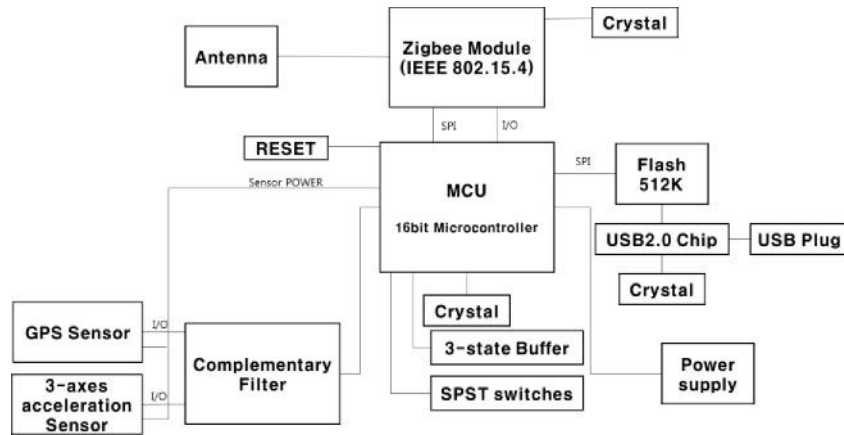 Zigbee Module
(IEEE 802.15.4)
Crystal
Antenna
SPI
I/O
RESET
MCU
16bit Microcontroller
SPI
Flash
512K
Sensor POWER
USB2.0 Chip
USB Plug
Crystal
Crystal
GPS Sensor
I/O
Complementary
Filter
3-state Buffer
Power
supply
3-axes
acceleration
Sensor
I/O
SPST switches